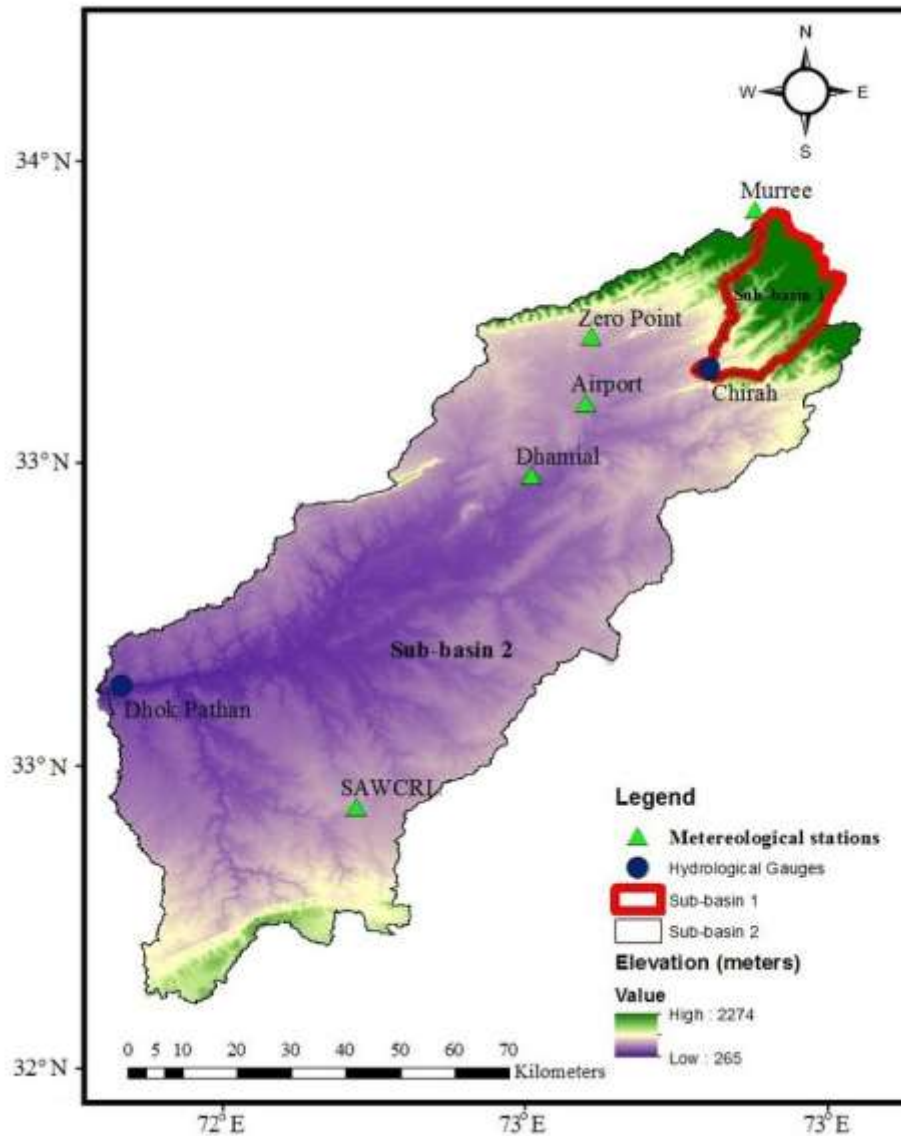 N
W E
S
34° N
Murree
Sub-basin 1
Zero Point
Chirah
Airport
33° N
Dhamial
Sub-basin 2
Dhok Pathan
33° N
SAWCRI
Legend
Metereological stations
Hydrological Gauges
Sub-basin 1
Sub-basin 2
Elevation (meters)
Value
High : 2274
Low : 265
0 5 10 20 30 40 50 60 70
Kilometers
32° N
72° E 73° E 73° E